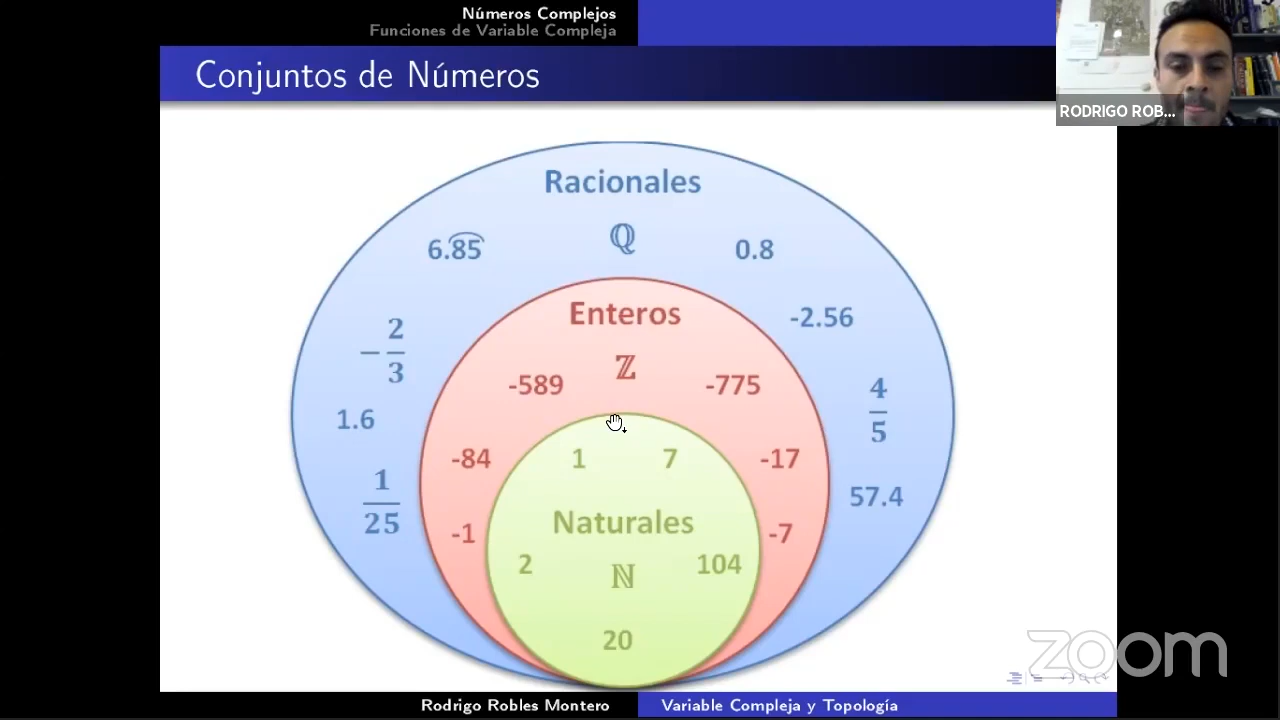 Números Complejos
Funciones de Variable Compleja
Conjuntos de Números
RODRIGO ROB...
Racionales
ℚ
6.8͡5
0.8
Enteros
-2.56
ℤ
-2/3
-589
-775
4/5
1.6
-84
1
7
-17
1/25
57.4
Naturales
-1
-7
2
104
ℕ
20
zoom
Rodrigo Robles Montero
Variable Compleja y Topología